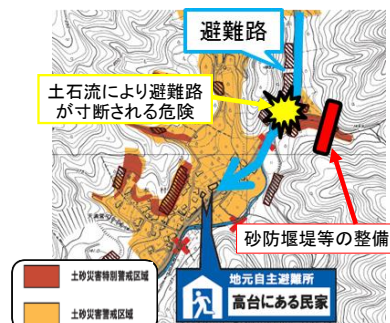 避難路
土石流により避難路
が寸断される危険
砂防堰堤等の整備
土砂災害特別警戒区域
土砂災害警戒区域
地元自主避難所
高台にある民家